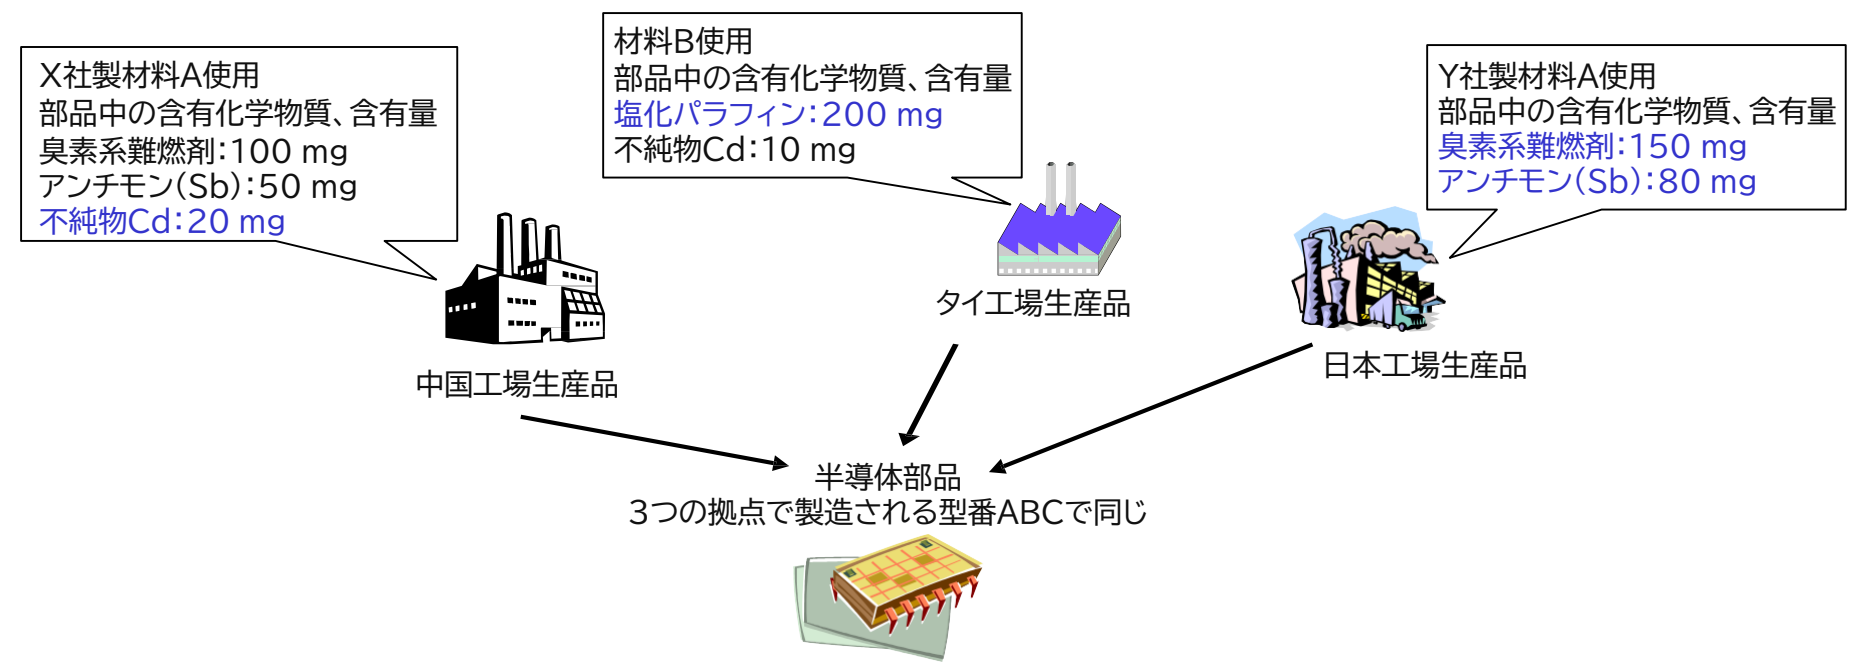 X社製材料A使用
部品中の含有化学物質、含有量
臭素系難燃剤:100 mg
アンチモン(Sb):50 mg
不純物Cd:20 mg
材料B使用
部品中の含有化学物質、含有量
塩化パラフィン:200 mg
不純物Cd:10 mg
Y社製材料A使用
部品中の含有化学物質、含有量
臭素系難燃剤:150 mg
アンチモン(Sb):80 mg
中国工場生産品
タイ工場生産品
日本工場生産品
半導体部品
3つの拠点で製造される型番ABCで同じ